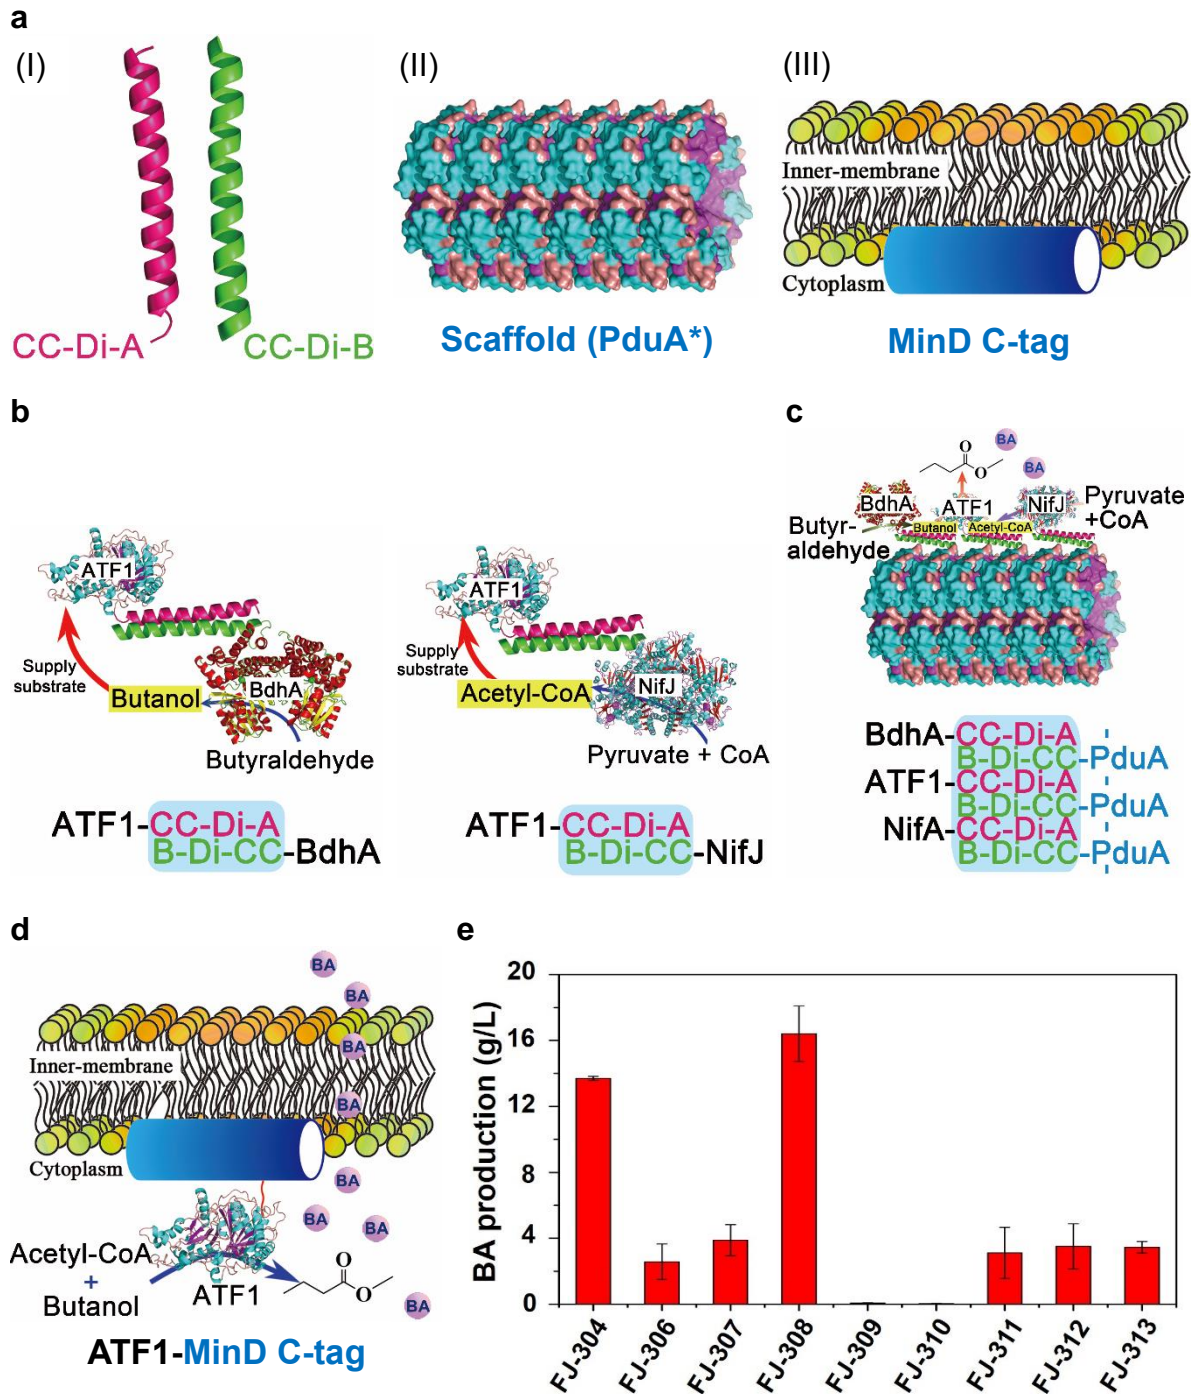 a
(I)
(II)
(III)
Inner-membrane
Cytoplasm
CC-Di-A
CC-Di-B
Scaffold (PduA*)
MinD C-tag
b
ATF1
Supply
substrate
Butanol
BdhA
Butyraldehyde
ATF1-CC-Di-A
B-Di-CC-BdhA
ATF1
Supply
substrate
Acetyl-CoA
NifJ
Pyruvate + CoA
ATF1-CC-Di-A
B-Di-CC-NifJ
c
BA
BA
O
O
BdhA
ATF1
NifJ
Pyruvate
+CoA
Butyr-
aldehyde
Butanol
Acetyl-CoA
BdhA-CC-Di-A
B-Di-CC-PduA
ATF1-CC-Di-A
B-Di-CC-PduA
NifA-CC-Di-A
B-Di-CC-PduA
d
BA
BA
BA
BA
BA
BA
BA
BA
Inner-membrane
Cytoplasm
Acetyl-CoA
+
Butanol
ATF1
O
O
ATF1-MinD C-tag
e
BA production (g/L)
20
16
12
8
4
0
FJ-304
FJ-306
FJ-307
FJ-308
FJ-309
FJ-310
FJ-311
FJ-312
FJ-313